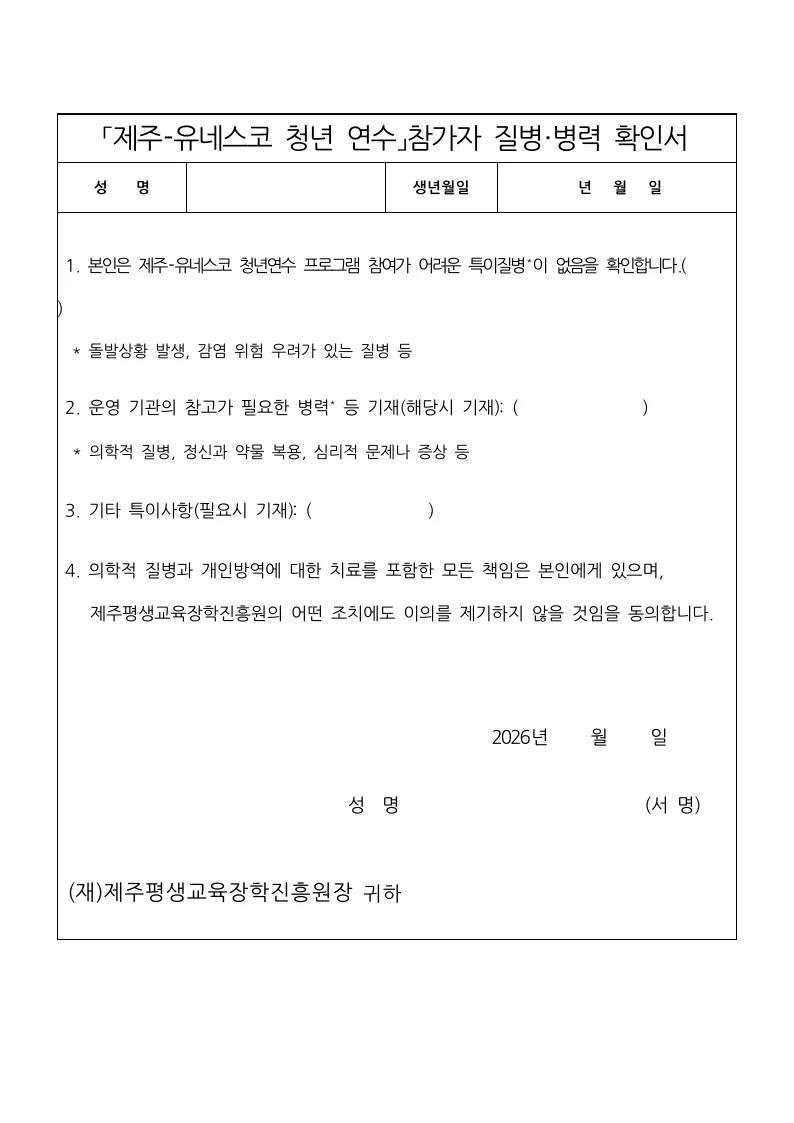 「제주-유네스코 청년 연수」참가자 질병·병력 확인서
성 명 생년월일 년 월 일
1. 본인은 제주-유네스코 청년연수 프로그램 참여가 어려운 특이질병*이 없음을 확인합니다.(
)
* 돌발상황 발생, 감염 위험 우려가 있는 질병 등
2. 운영 기관의 참고가 필요한 병력* 등 기재(해당시 기재): ( )
* 의학적 질병, 정신과 약물 복용, 심리적 문제나 증상 등
3. 기타 특이사항(필요시 기재): ( )
4. 의학적 질병과 개인방역에 대한 치료를 포함한 모든 책임은 본인에게 있으며,
제주평생교육장학진흥원의 어떤 조치에도 이의를 제기하지 않을 것임을 동의합니다.
2026년 월 일
성 명 (서 명)
(재)제주평생교육장학진흥원장 귀하